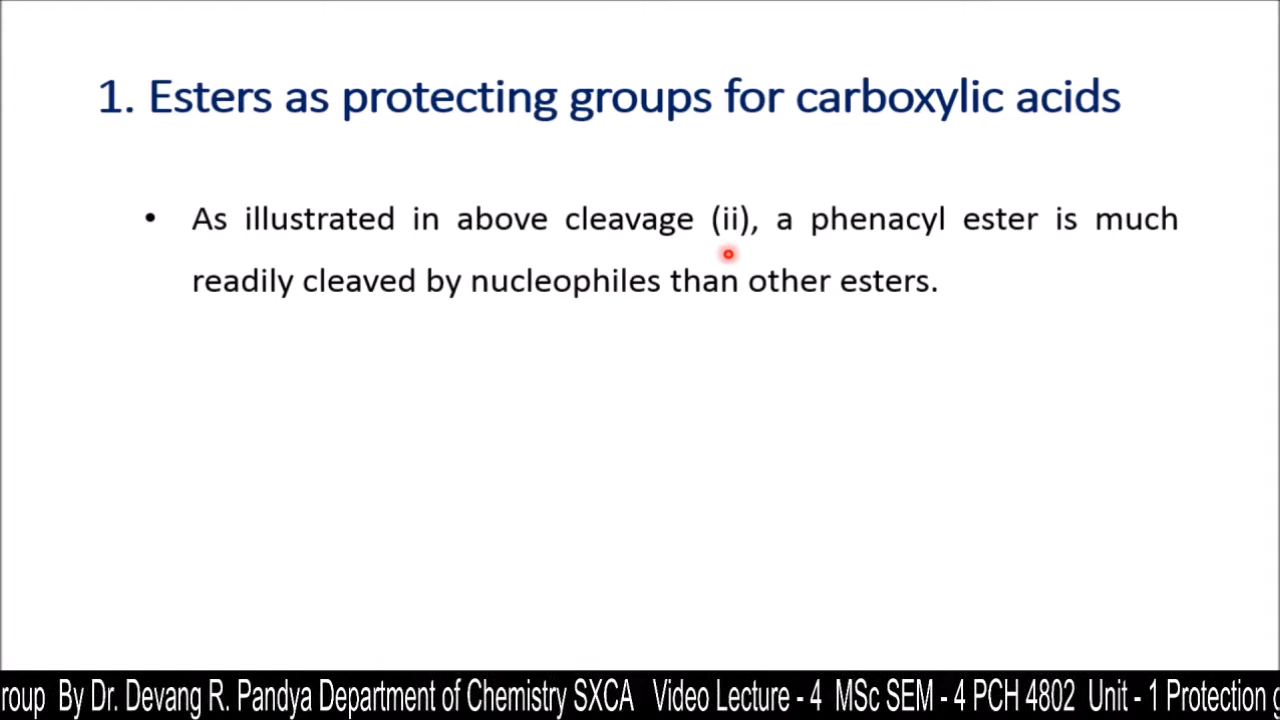 1. Esters as protecting groups for carboxylic acids
• As illustrated in above cleavage (ii), a phenacyl ester is much
readily cleaved by nucleophiles than other esters.
roup By Dr. Devang R. Pandya Department of Chemistry SXCA Video Lecture - 4 MSc SEM - 4 PCH 4802 Unit - 1 Protection g